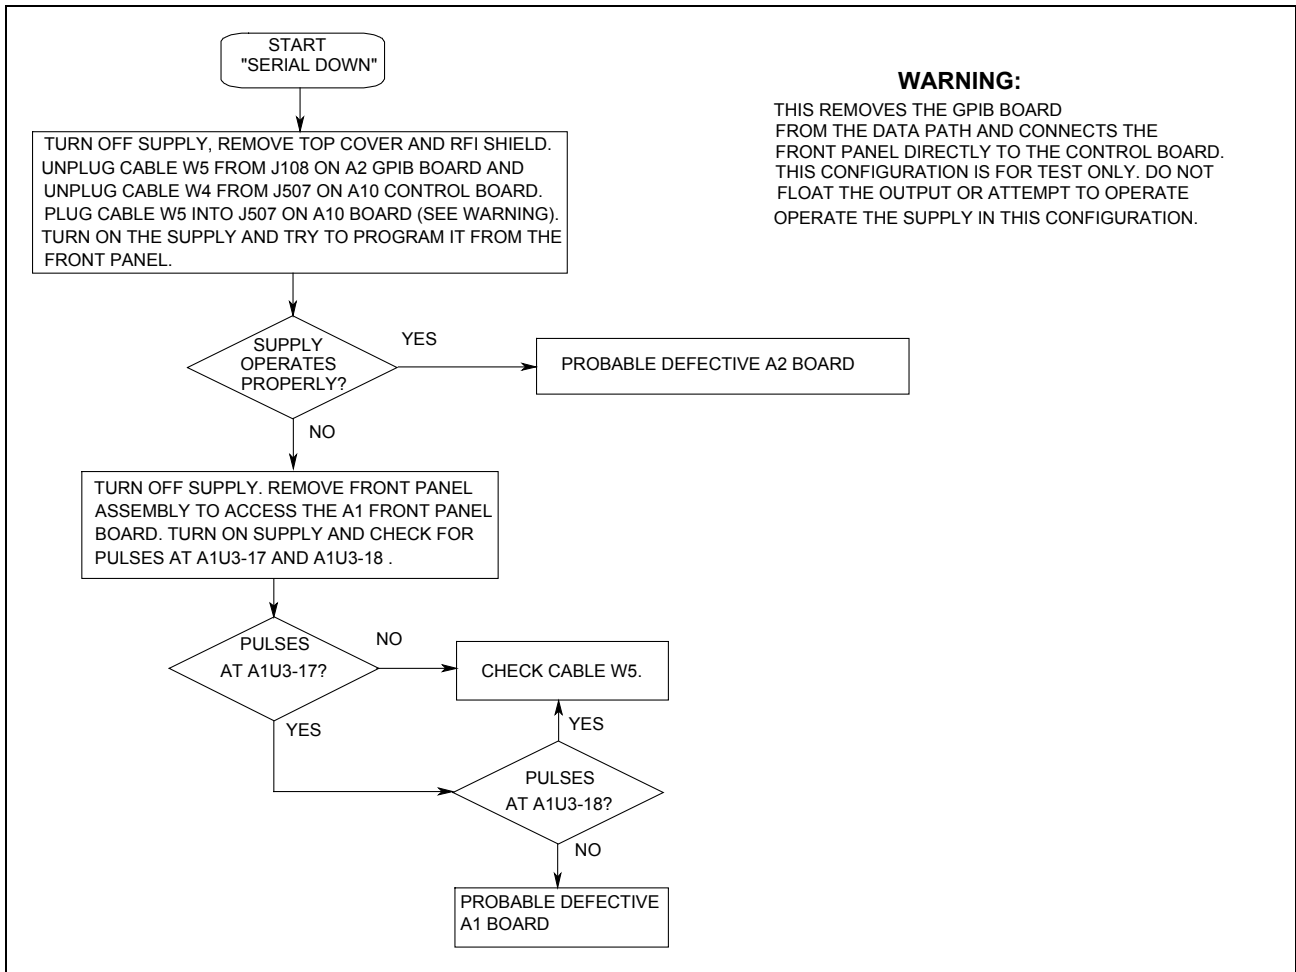 START
"SERIAL DOWN"
WARNING:
THIS REMOVES THE GPIB BOARD
FROM THE DATA PATH AND CONNECTS THE
FRONT PANEL DIRECTLY TO THE CONTROL BOARD.
THIS CONFIGURATION IS FOR TEST ONLY. DO NOT
FLOAT THE OUTPUT OR ATTEMPT TO OPERATE
OPERATE THE SUPPLY IN THIS CONFIGURATION.
TURN OFF SUPPLY, REMOVE TOP COVER AND RFI SHIELD.
UNPLUG CABLE W5 FROM J108 ON A2 GPIB BOARD AND
UNPLUG CABLE W4 FROM J507 ON A10 CONTROL BOARD.
PLUG CABLE W5 INTO J507 ON A10 BOARD (SEE WARNING).
TURN ON THE SUPPLY AND TRY TO PROGRAM IT FROM THE
FRONT PANEL.
SUPPLY
OPERATES
PROPERLY?
YES
PROBABLE DEFECTIVE A2 BOARD
NO
TURN OFF SUPPLY. REMOVE FRONT PANEL
ASSEMBLY TO ACCESS THE A1 FRONT PANEL
BOARD. TURN ON SUPPLY AND CHECK FOR
PULSES AT A1U3-17 AND A1U3-18 .
PULSES
AT A1U3-17?
NO
CHECK CABLE W5.
YES
YES
PULSES
AT A1U3-18?
NO
PROBABLE DEFECTIVE
A1 BOARD